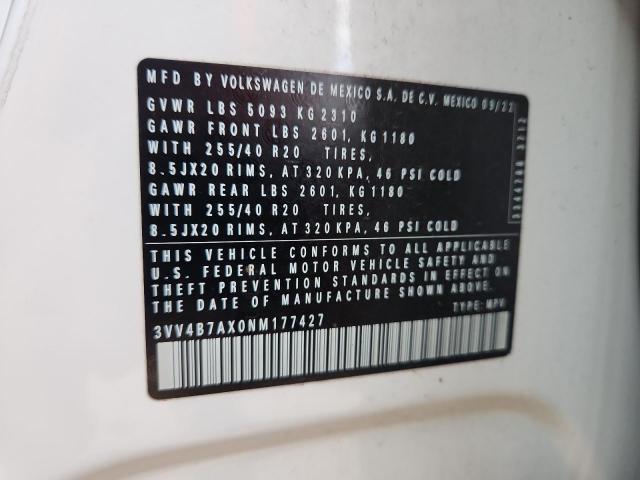 MFD BY VOLKSWAGEN DE MEXICO S.A. DE C.V. MEXICO 09/22
GVWR LBS 5093 KG 2310
GAWR FRONT LBS 2601, KG 1180
WITH 255/40 R20 TIRES,
8.5JX20 RIMS, AT 320 KPA, 46 PSI COLD
GAWR REAR LBS 2601, KG 1180
WITH 255/40 R20 TIRES,
8.5JX20 RIMS, AT 320 KPA, 46 PSI COLD
THIS VEHICLE CONFORMS TO ALL APPLICABLE
U.S. FEDERAL MOTOR VEHICLE SAFETY AND
THEFT PREVENTION STANDARDS IN EFFECT ON
THE DATE OF MANUFACTURE SHOWN ABOVE.
3VV4B7AX0NM177427 TYPE: MPV